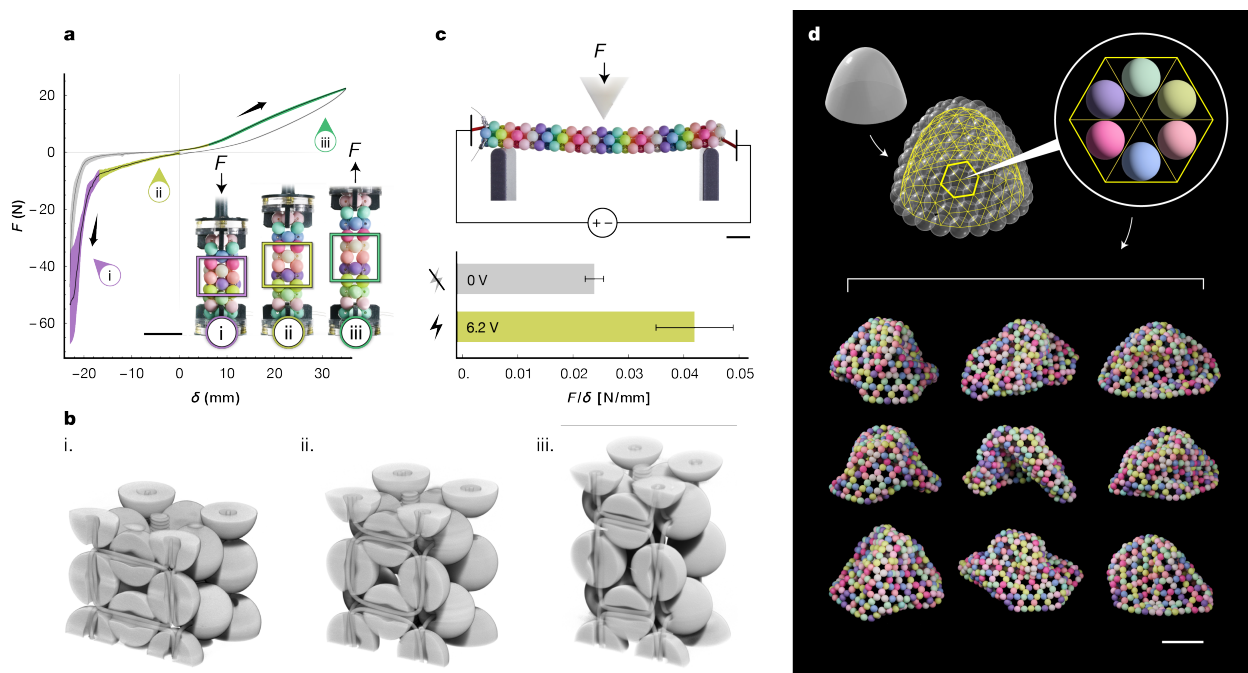 a
F (N)
20
0
−20
−40
−60
−20
−10
0
10
20
30
δ (mm)
i
ii
iii
F
F
i
ii
iii
b
i.
ii.
iii.
c
F
+ −
0 V
6.2 V
0.
0.01
0.02
0.03
0.04
0.05
F/δ [N/mm]
d